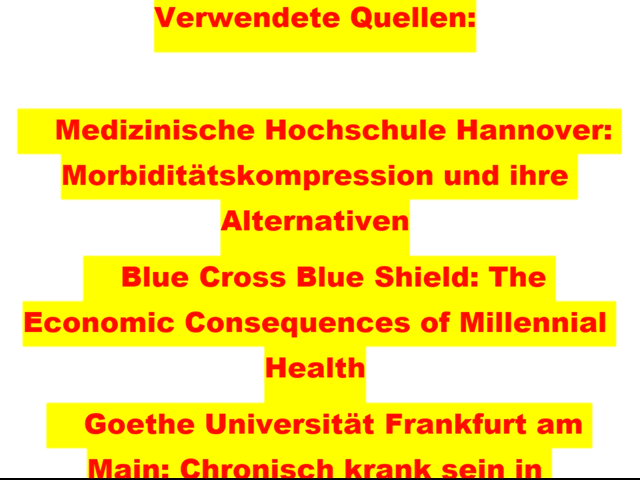 Verwendete Quellen:
Medizinische Hochschule Hannover:
Morbiditätskompression und ihre
Alternativen
Blue Cross Blue Shield: The
Economic Consequences of Millennial
Health
Goethe Universität Frankfurt am
Main: Chronisch krank sein in